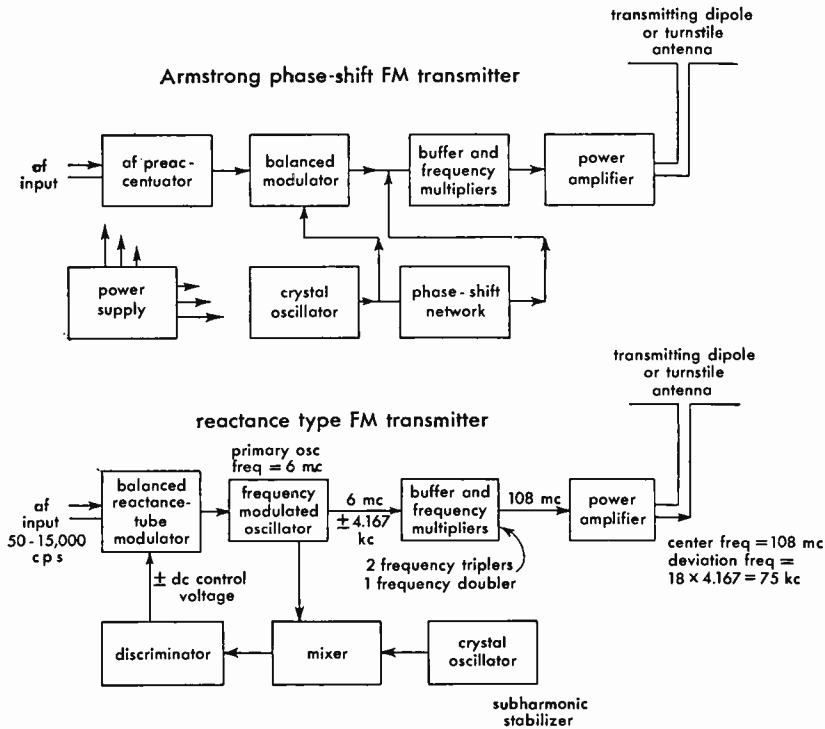 transmitting dipole
or turnstile
antenna
Armstrong phase-shift FM transmitter
af
input
af preac-
centuator
balanced
modulator
buffer and
frequency
multipliers
power
amplifier
power
supply
crystal
oscillator
phase-shift
network
transmitting dipole
or turnstile
antenna
reactance type FM transmitter
primary osc
freq = 6 mc
af
input
50-15,000
cps
balanced
reactance-
tube
modulator
frequency
modulated
oscillator
6 mc
± 4.167
kc
buffer and
frequency
multipliers
108 mc
power
amplifier
2 frequency triplers
1 frequency doubler
center freq = 108 mc
deviation freq =
18 × 4.167 = 75 kc
± dc control
voltage
discriminator
mixer
crystal
oscillator
subharmonic
stabilizer